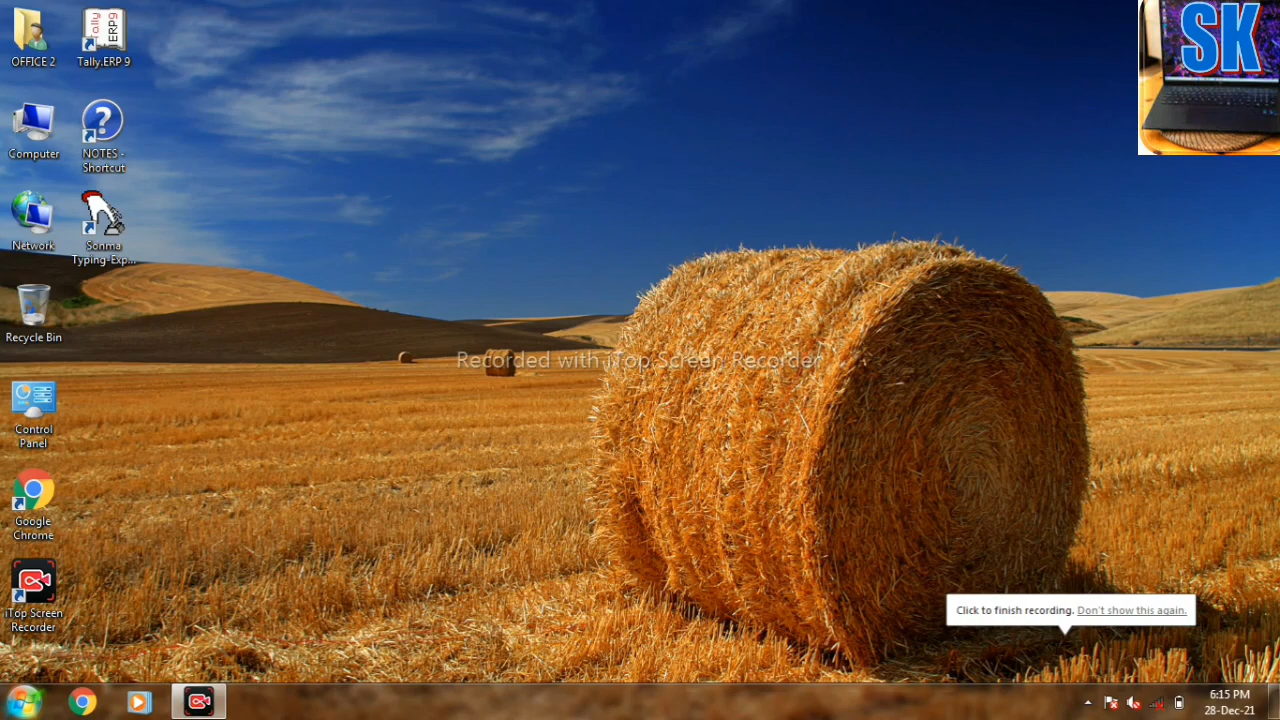 OFFICE 2
Tally.ERP 9
Tally
ERP9
SK
Computer
NOTES -
Shortcut
Network
Sonma
Typing-Exp...
Recycle Bin
Recorded with iTop Screen Recorder
Control
Panel
Google
Chrome
iTop Screen
Recorder
Click to finish recording. Don't show this again.
6:15 PM
28-Dec-21